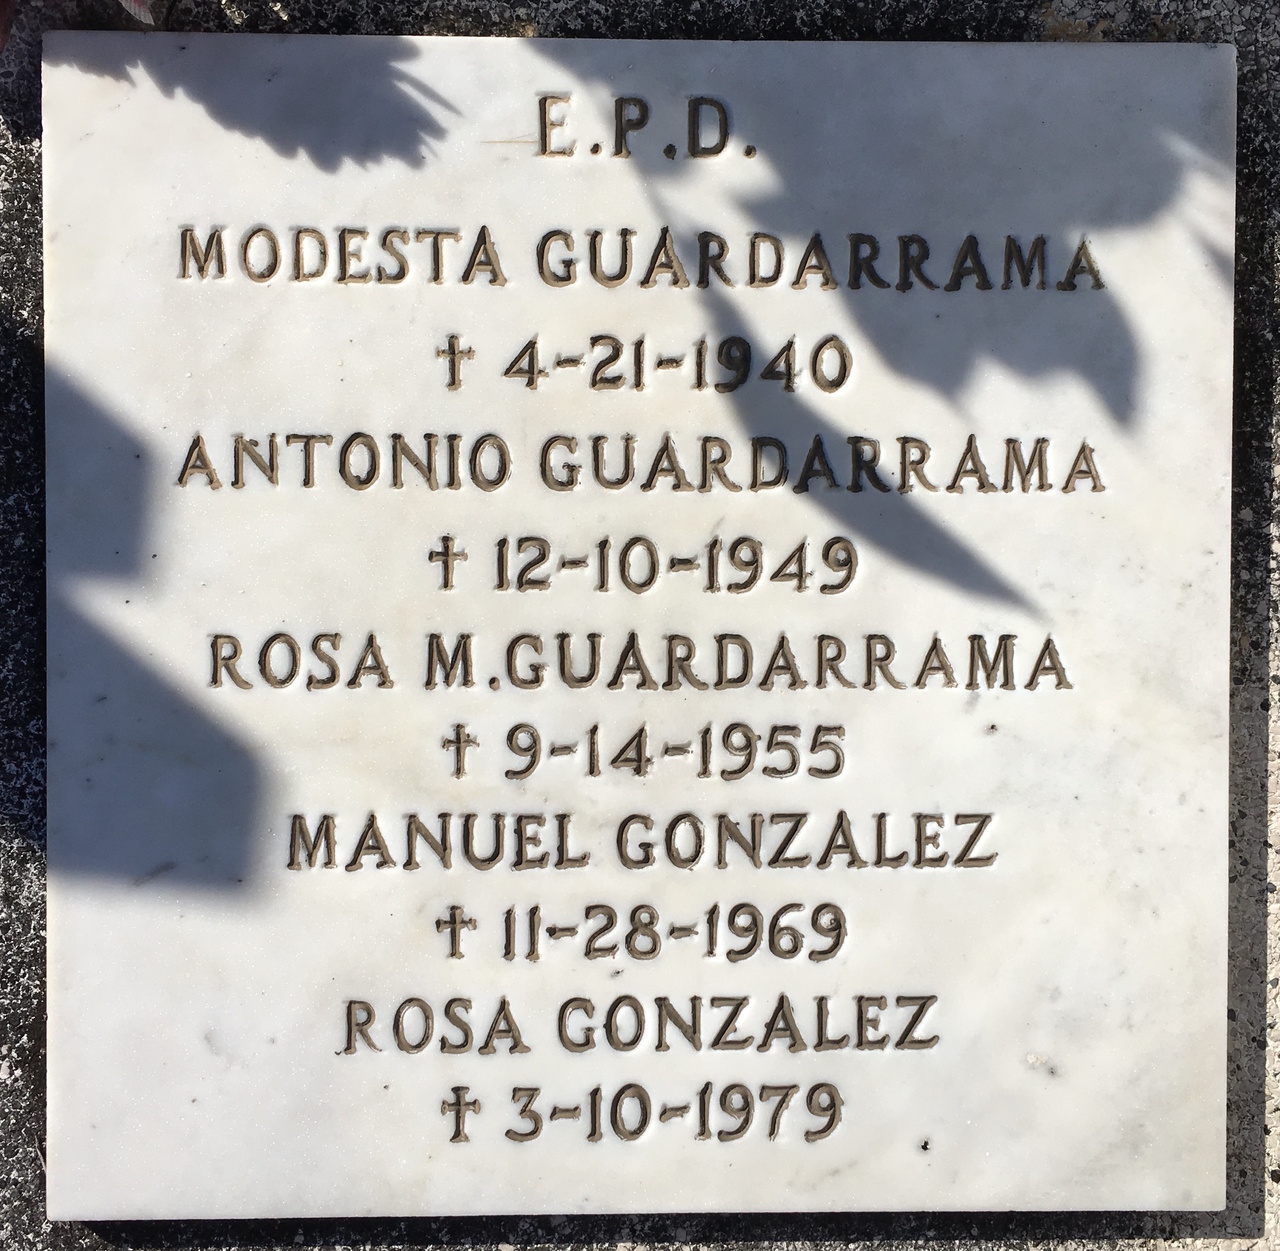 E.P.D.
MODESTA GUARDARRAMA
† 4-21-1940
ANTONIO GUARDARRAMA
† 12-10-1949
ROSA M. GUARDARRAMA
† 9-14-1955
MANUEL GONZALEZ
† 11-28-1969
ROSA GONZALEZ
† 3-10-1979